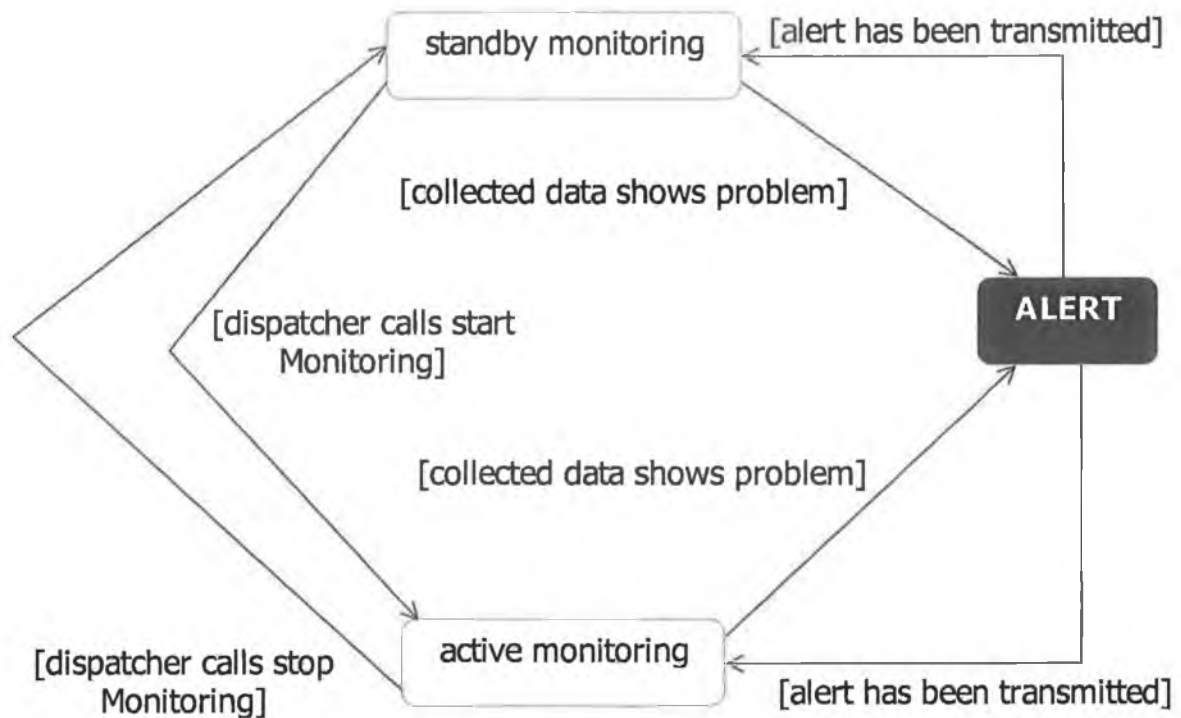 standby monitoring
[alert has been transmitted]
[collected data shows problem]
ALERT
[dispatcher calls start
Monitoring]
[collected data shows problem]
active monitoring
[dispatcher calls stop
Monitoring]
[alert has been transmitted]